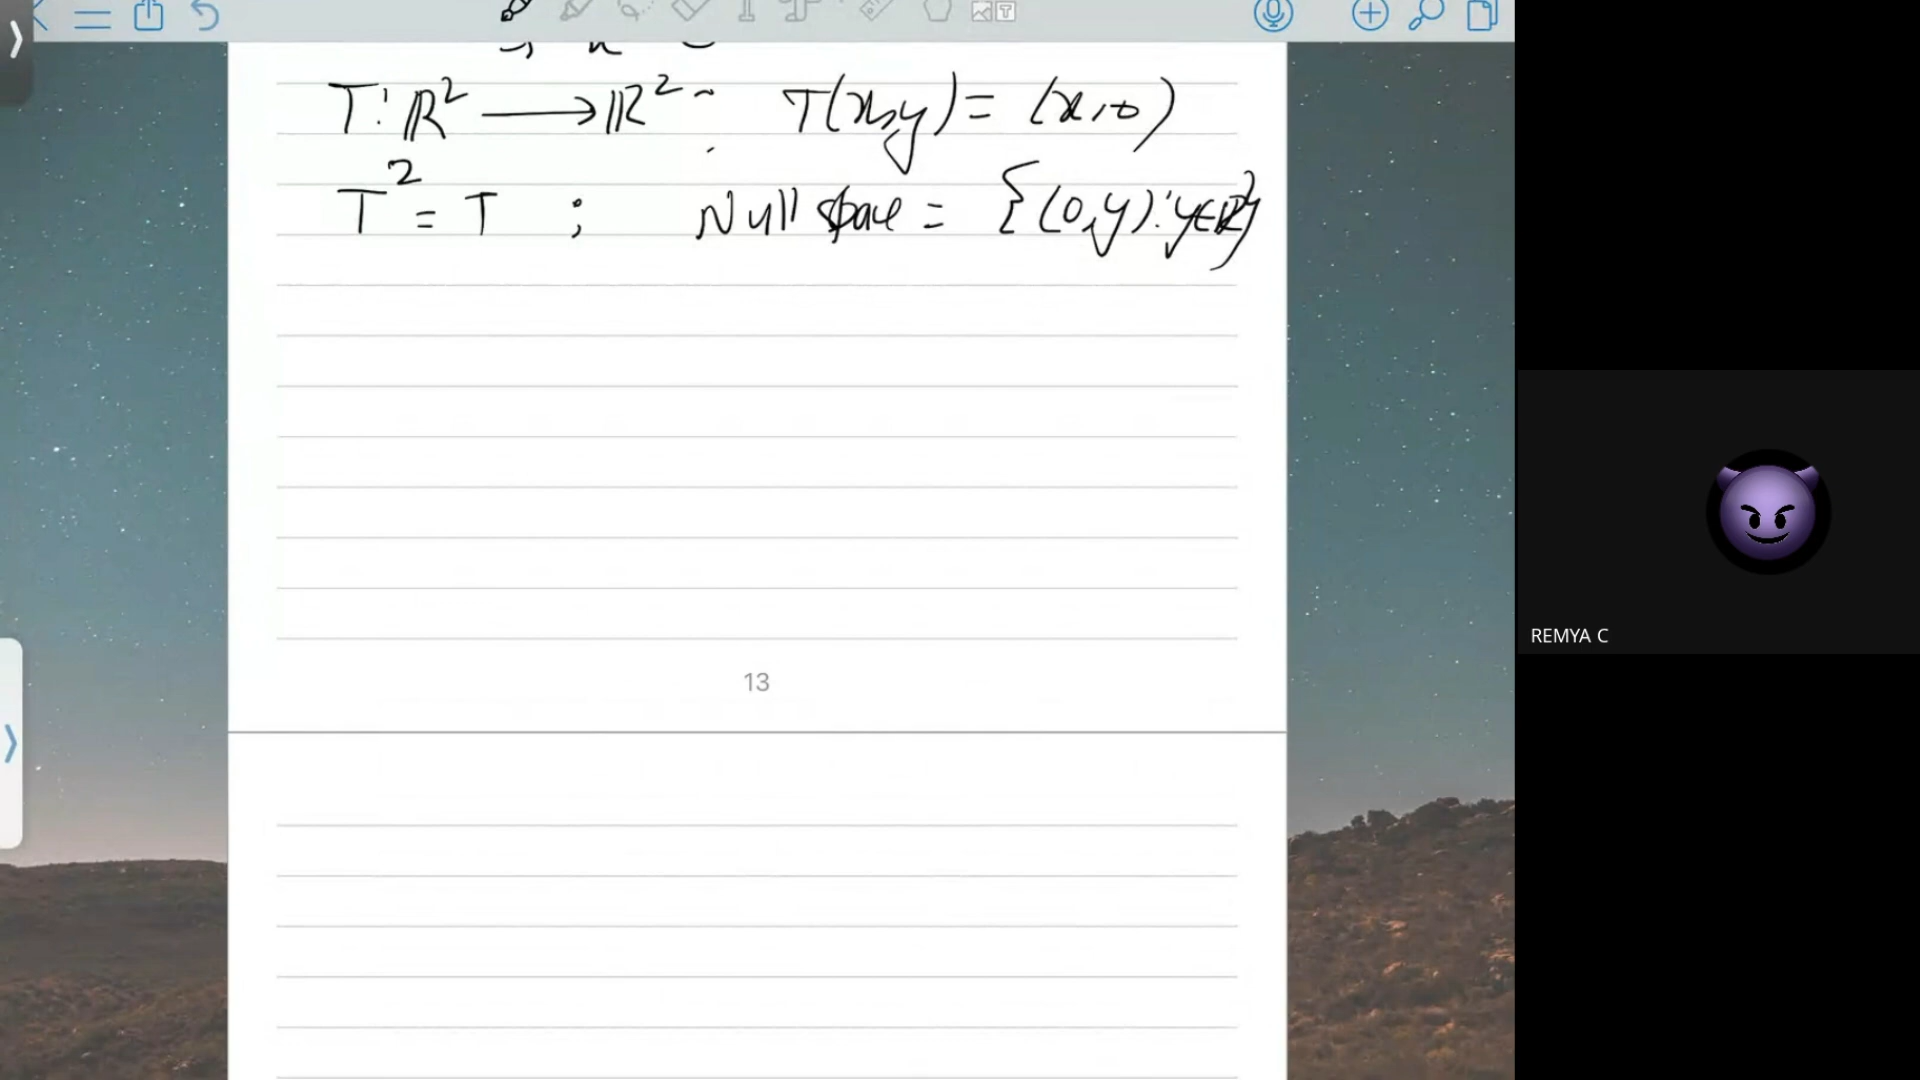 T: ℝ² ⟶ ℝ² T(x,y) = (x,0)
T² = T ; Null space = {(0,y): y∈ℝ}
13
REMYA C